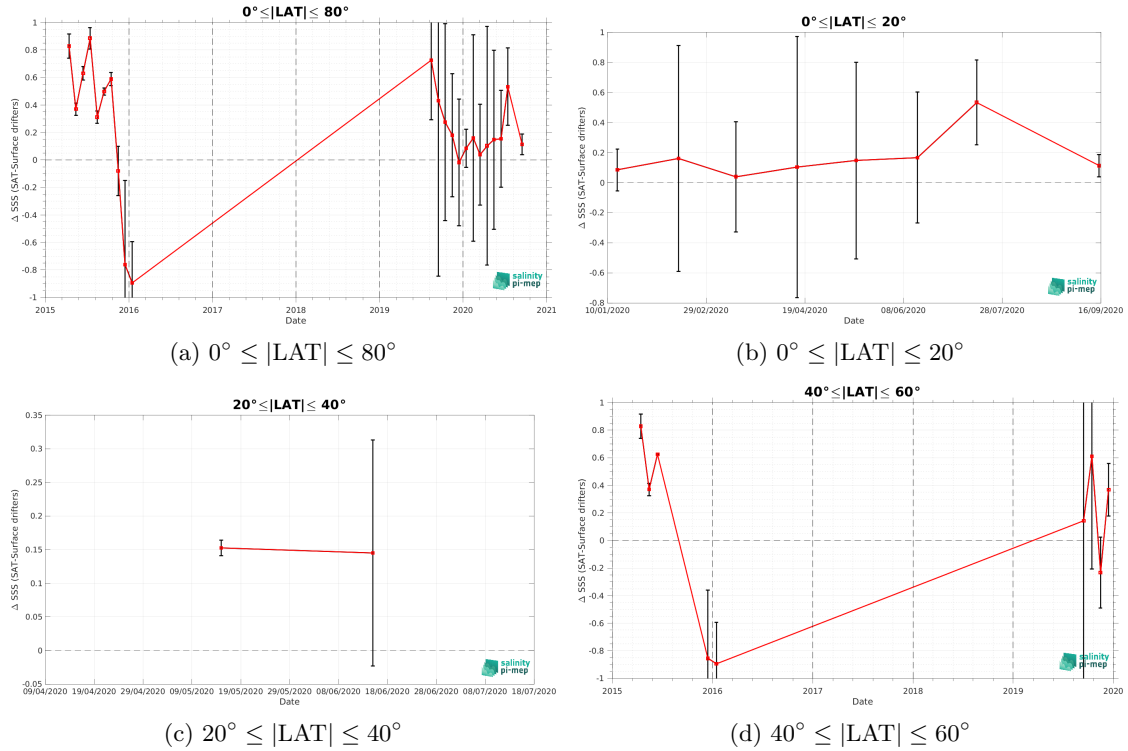 0°≤|LAT|≤ 80°
1
0.8
0.6
0.4
0.2
0
-0.2
-0.4
-0.6
-0.8
-1
Δ SSS (SAT-Surface drifters)
2015 2016 2017 2018 2019 2020 2021
Date
salinity
pi-mep
(a) 0° ≤ |LAT| ≤ 80°
0°≤|LAT|≤ 20°
1
0.8
0.6
0.4
0.2
0
0.2
0.4
0.6
-0.8
Δ SSS (SAT-Surface drifters)
10/01/2020 29/02/2020 19/04/2020 08/06/2020 28/07/2020 16/09/2020
Date
salinity
pi-mep
(b) 0° ≤ |LAT| ≤ 20°
20°≤|LAT|≤ 40°
0.35
0.3
0.25
0.2
0.15
0.1
0.05
0
-0.05
Δ SSS (SAT-Surface drifters)
09/04/2020 19/04/2020 29/04/2020 09/05/2020 19/05/2020 29/05/2020 08/06/2020 18/06/2020 28/06/2020 08/07/2020 18/07/2020
Date
salinity
pi-mep
(c) 20° ≤ |LAT| ≤ 40°
40°≤|LAT|≤ 60°
1
0.8
0.6
0.4
0.2
0
-0.2
-0.4
-0.6
-0.8
-1
Δ SSS (SAT-Surface drifters)
2015 2016 2017 2018 2019 2020
Date
salinity
pi-mep
(d) 40° ≤ |LAT| ≤ 60°